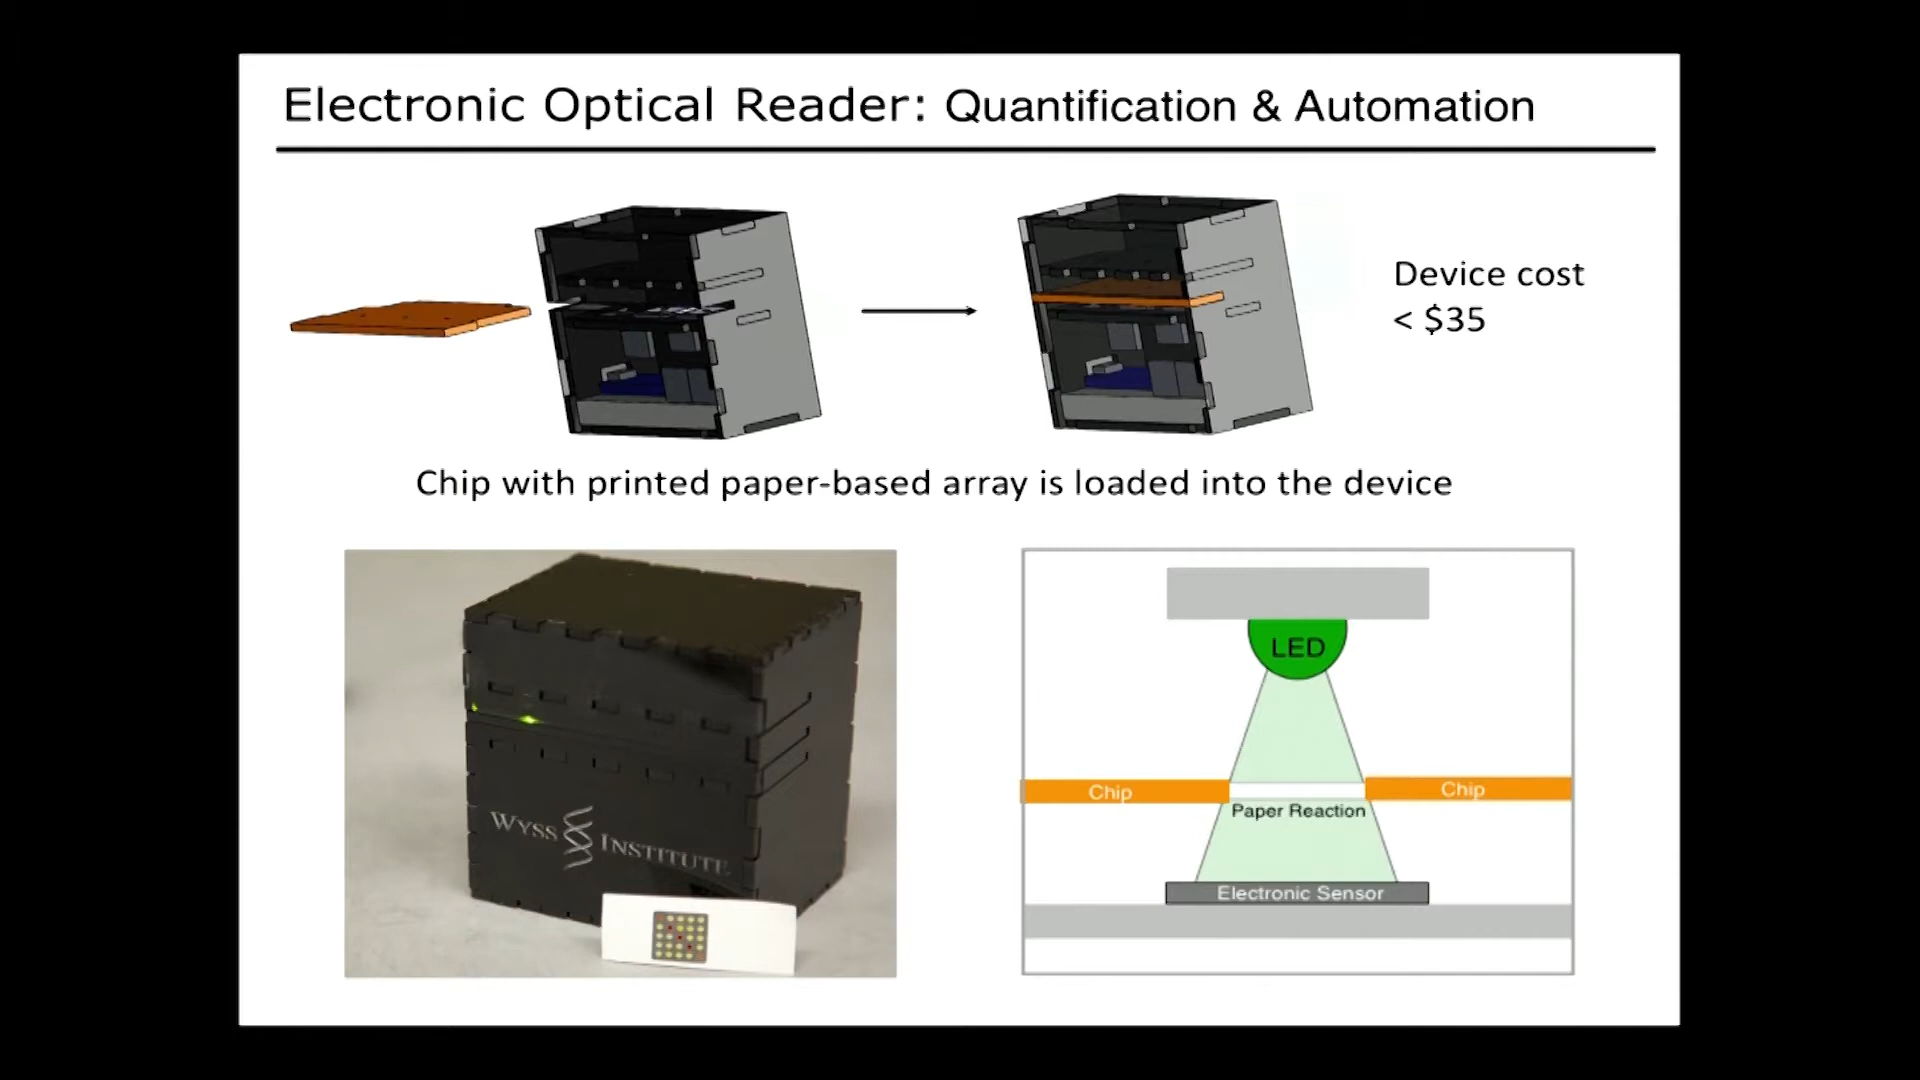 Electronic Optical Reader: Quantification & Automation
Device cost
< $35
Chip with printed paper-based array is loaded into the device
WYSS INSTITUTE
LED
Chip
Chip
Paper Reaction
Electronic Sensor